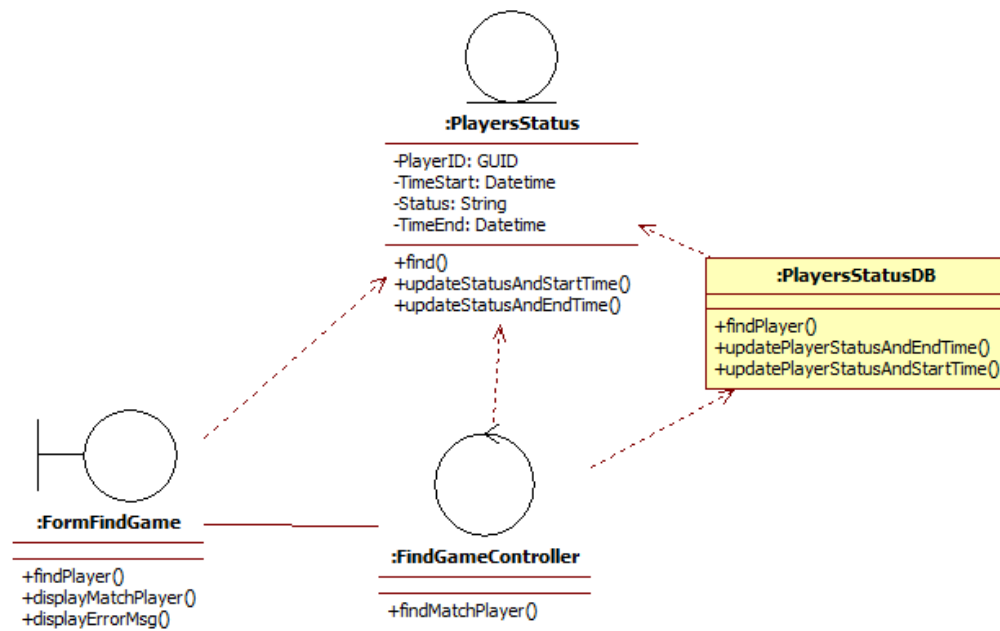 :PlayersStatus
-PlayerID: GUID
-TimeStart: Datetime
-Status: String
-TimeEnd: Datetime
+find()
+updateStatusAndStartTime()
+updateStatusAndEndTime()
:PlayersStatusDB
+findPlayer()
+updatePlayerStatusAndEndTime()
+updatePlayerStatusAndStartTime()
:FormFindGame
+findPlayer()
+displayMatchPlayer()
+displayErrorMsg()
:FindGameController
+findMatchPlayer()